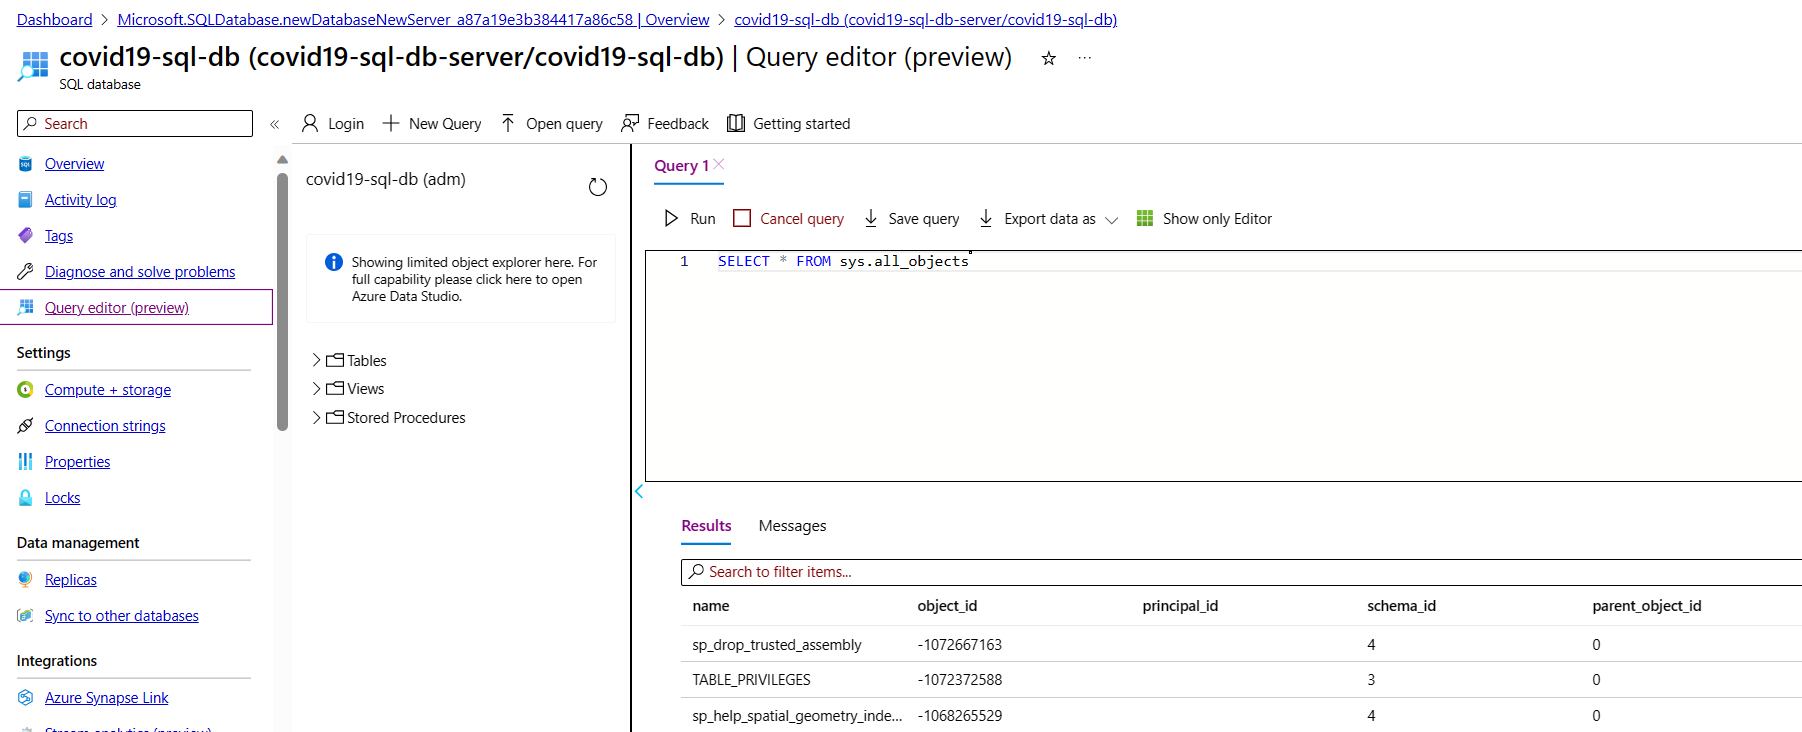 Dashboard > Microsoft.SQLDatabase.newDatabaseNewServer_a87a19e3b384417a86c58 | Overview > covid19-sql-db (covid19-sql-db-server/covid19-sql-db)
covid19-sql-db (covid19-sql-db-server/covid19-sql-db) | Query editor (preview) ...
SQL database
Search
«
Login
New Query
Open query
Feedback
Getting started
Overview
Activity log
Tags
Diagnose and solve problems
Query editor (preview)
Settings
Compute + storage
Connection strings
Properties
Locks
Data management
Replicas
Sync to other databases
Integrations
Azure Synapse Link
Stream analytics (preview)
covid19-sql-db (adm)
Showing limited object explorer here. For
full capability please click here to open
Azure Data Studio.
Tables
Views
Stored Procedures
Query 1
Run
Cancel query
Save query
Export data as
Show only Editor
1 SELECT * FROM sys.all_objects
Results Messages
Search to filter items...
name object_id principal_id schema_id parent_object_id
sp_drop_trusted_assembly -1072667163 4 0
TABLE_PRIVILEGES -1072372588 3 0
sp_help_spatial_geometry_inde... -1068265529 4 0